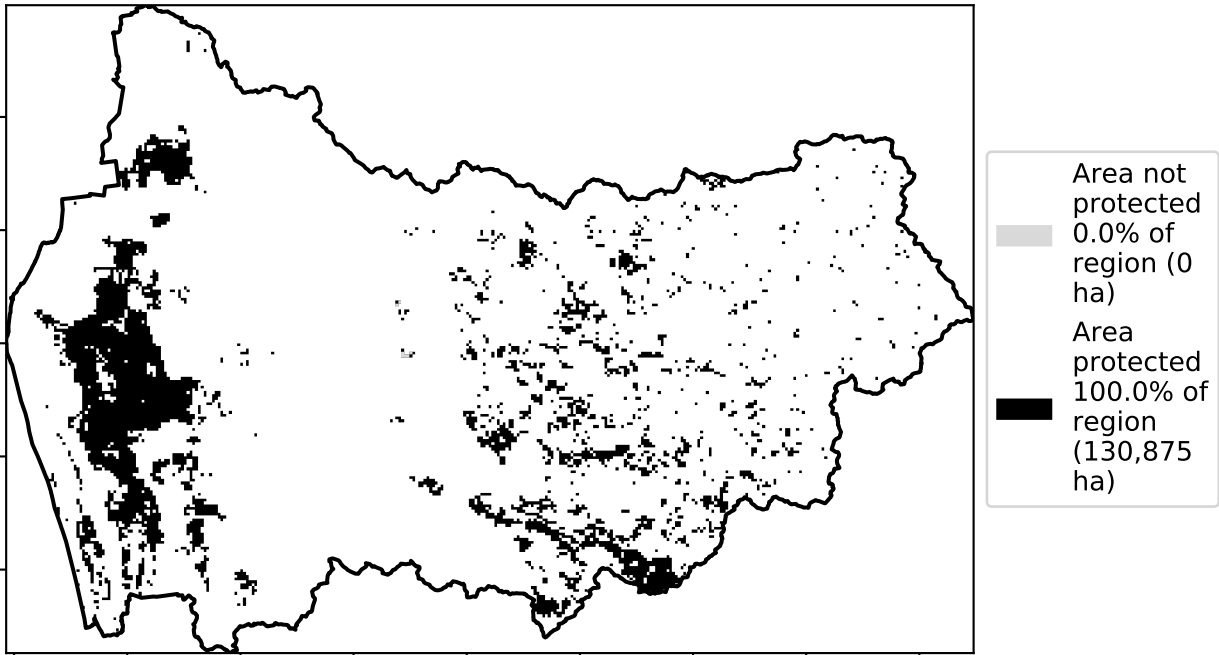 Area not
protected
0.0% of
region (0
ha)
Area
protected
100.0% of
region
(130,875
ha)